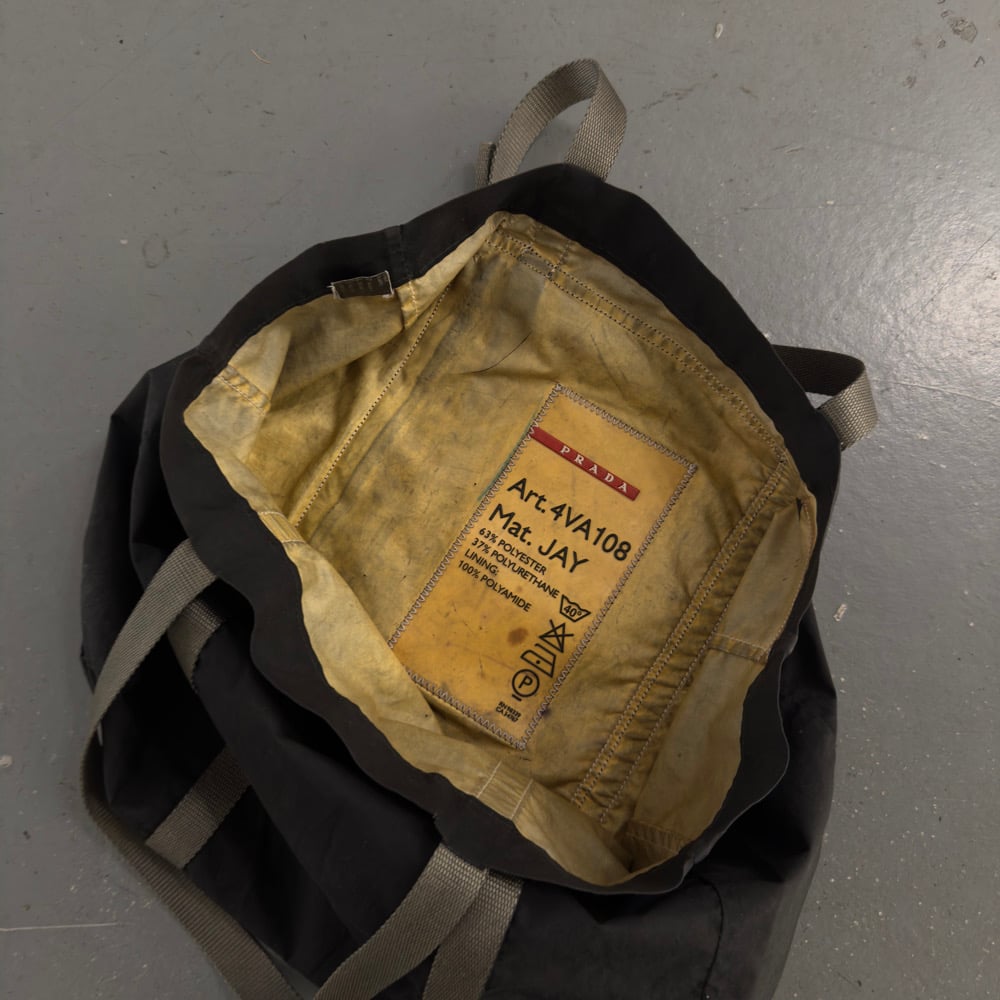 PRADA
Art. 4VA108
Mat. JAY
63% POLYESTER
37% POLYURETHANE
LINING:
100% POLYAMIDE
40°
P